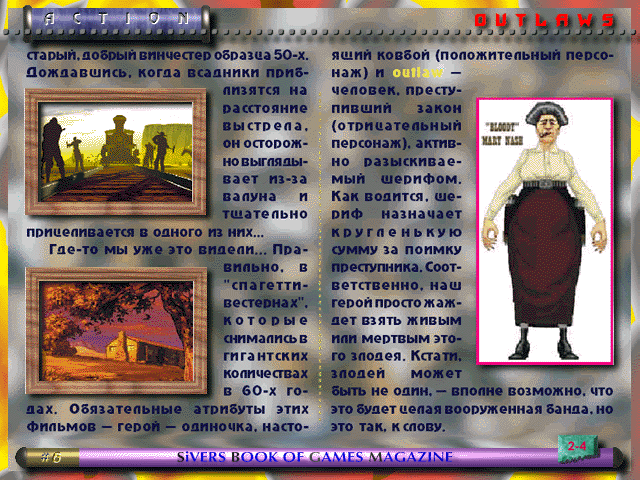 ACTION
OUTLAWS
старый, добрый винчестер образца 50-х.
Дождавшись, когда всадники приб-
лизятся на
расстояние
выстрела,
он осторож-
но выгляды-
вает из-за
валуна и
тщательно
прицеливается в одного из них...
Где-то мы уже это видели... Пра-
вильно, в
"спагетти-
вестернах",
которые
снимались в
гигантских
количествах
в 60-х го-
дах. Обязательные атрибуты этих
фильмов — герой — одиночка, насто-
ящий ковбой (положительный персо-
наж) и outlaw —
человек, престу-
пивший закон
(отрицательный
персонаж), актив-
но разыскивае-
мый шерифом.
Как водится, ше-
риф назначает
кругленькую
сумму за поимку
преступника. Соот-
ветственно, наш
герой просто жаж-
дет взять живым
или мертвым это-
го злодея. Кстати,
злодей может
быть не один, — вполне возможно, что
это будет целая вооруженная банда, но
это так, к слову.
"BLOODY"
MARY NASH
#6
SiVERS BOOK OF GAMES MAGAZINE
2-4